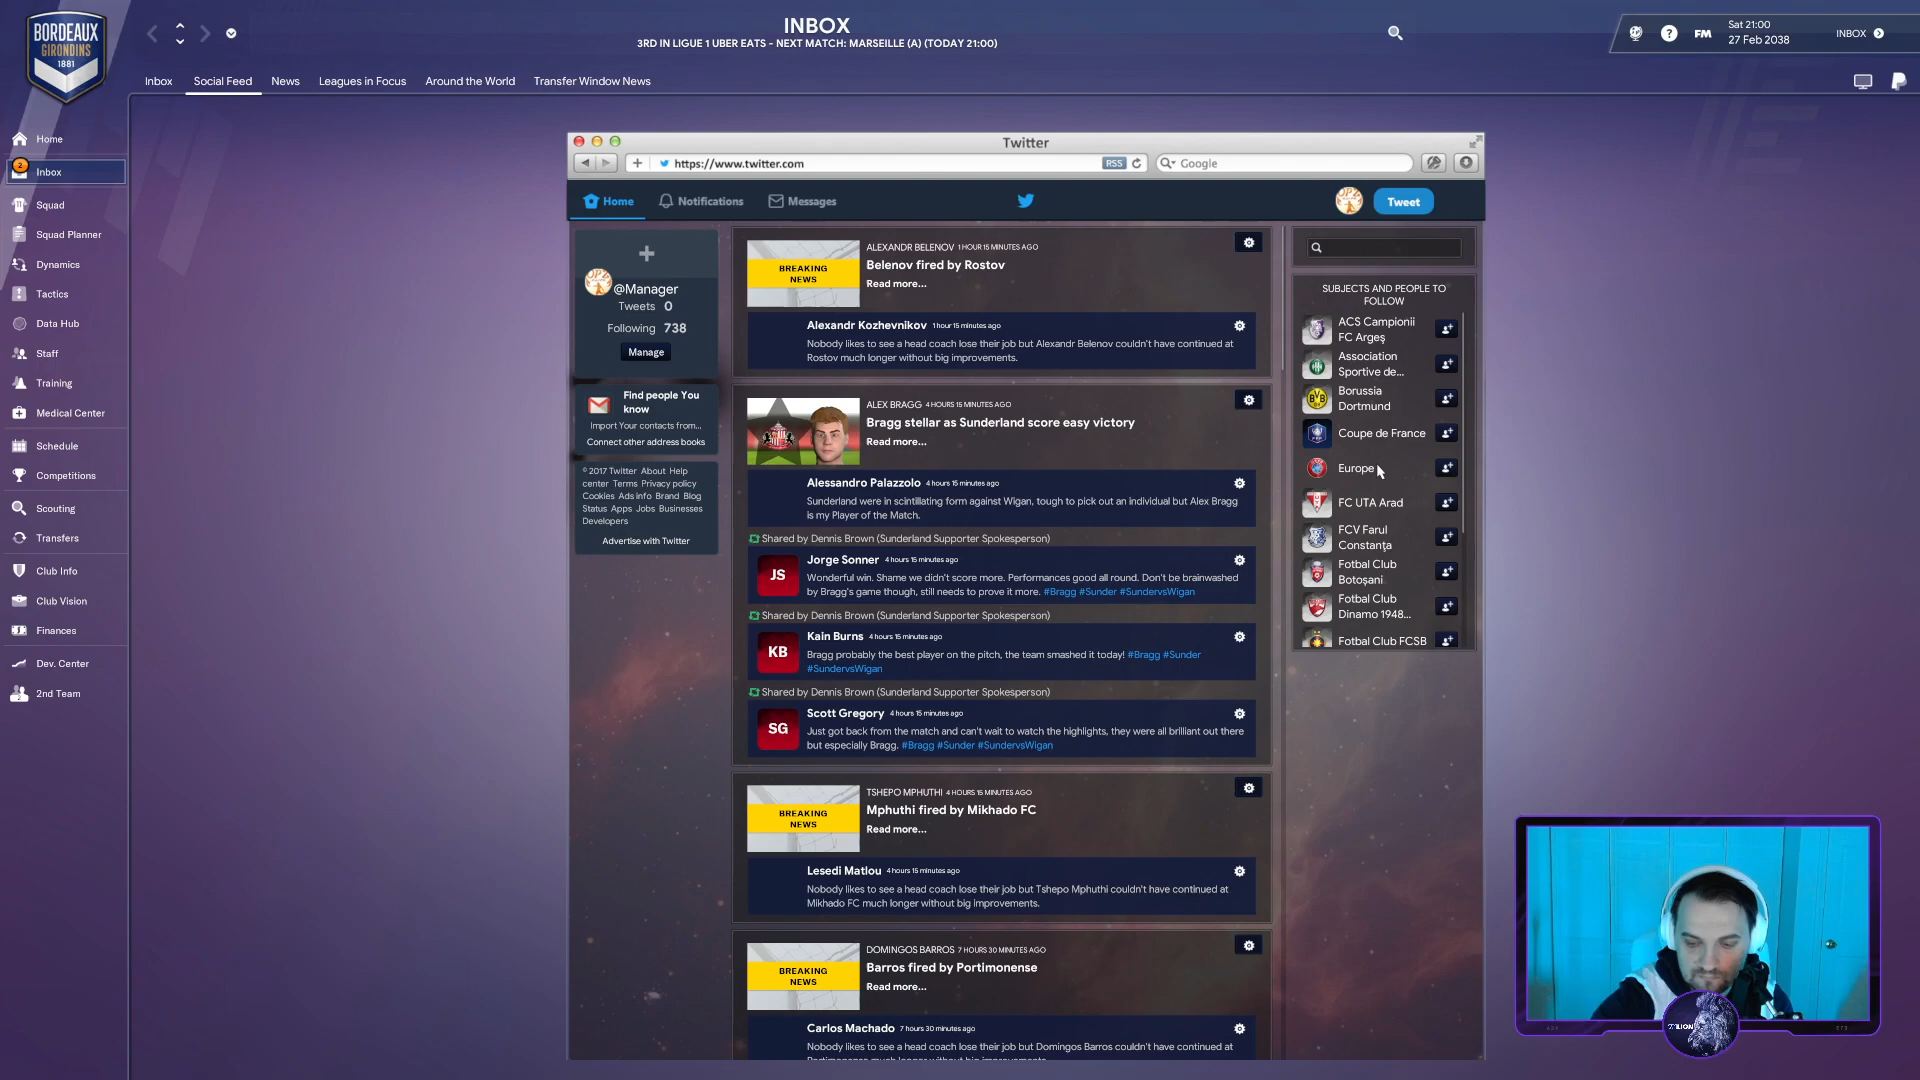 BORDEAUX
GIRONDINS
1881
INBOX
3RD IN LIGUE 1 UBER EATS - NEXT MATCH: MARSEILLE (A) (TODAY 21:00)
FM
Sat 21:00
27 Feb 2038
INBOX
Inbox
Social Feed
News
Leagues in Focus
Around the World
Transfer Window News
Home
2
Inbox
Squad
Squad Planner
Dynamics
Tactics
Data Hub
Staff
Training
Medical Center
Schedule
Competitions
Scouting
Transfers
Club Info
Club Vision
Finances
Dev. Center
2nd Team
Twitter
https://www.twitter.com
RSS
Google
Home
Notifications
Messages
Tweet
@Manager
Tweets 0
Following 738
Manage
Find people You
know
Import Your contacts from...
Connect other address books
© 2017 Twitter About Help
center Terms Privacy policy
Cookies Ads info Brand Blog
Status Apps Jobs Businesses
Developers
Advertise with Twitter
BREAKING
NEWS
ALEXANDR BELENOV 1 HOUR 15 MINUTES AGO
Belenov fired by Rostov
Read more...
Alexandr Kozhevnikov 1 hour 15 minutes ago
Nobody likes to see a head coach lose their job but Alexandr Belenov couldn't have continued at
Rostov much longer without big improvements.
ALEX BRAGG 4 HOURS 15 MINUTES AGO
Bragg stellar as Sunderland score easy victory
Read more...
Alessandro Palazzolo 4 hours 15 minutes ago
Sunderland were in scintillating form against Wigan, tough to pick out an individual but Alex Bragg
is my Player of the Match.
Shared by Dennis Brown (Sunderland Supporter Spokesperson)
JS
Jorge Sonner 4 hours 15 minutes ago
Wonderful win. Shame we didn't score more. Performances good all round. Don't be brainwashed
by Bragg's game though, still needs to prove it more. #Bragg #Sunder #SundervsWigan
Shared by Dennis Brown (Sunderland Supporter Spokesperson)
KB
Kain Burns 4 hours 15 minutes ago
Bragg probably the best player on the pitch, the team smashed it today! #Bragg #Sunder
#SundervsWigan
Shared by Dennis Brown (Sunderland Supporter Spokesperson)
SG
Scott Gregory 4 hours 15 minutes ago
Just got back from the match and can't wait to watch the highlights, they were all brilliant out there
but especially Bragg. #Bragg #Sunder #SundervsWigan
BREAKING
NEWS
TSHEPO MPHUTHI 4 HOURS 15 MINUTES AGO
Mphuthi fired by Mikhado FC
Read more...
Lesedi Matlou 4 hours 15 minutes ago
Nobody likes to see a head coach lose their job but Tshepo Mphuthi couldn't have continued at
Mikhado FC much longer without big improvements.
BREAKING
NEWS
DOMINGOS BARROS 7 HOURS 30 MINUTES AGO
Barros fired by Portimonense
Read more...
Carlos Machado 7 hours 30 minutes ago
Nobody likes to see a head coach lose their job but Domingos Barros couldn't have continued at
Portimonense much longer without big improvements.
SUBJECTS AND PEOPLE TO
FOLLOW
ACS Campionii
FC Argeş
Association
Sportive de...
Borussia
Dortmund
Coupe de France
Europe
FC UTA Arad
FCV Farul
Constanţa
Fotbal Club
Botoşani
Fotbal Club
Dinamo 1948...
Fotbal Club FCSB